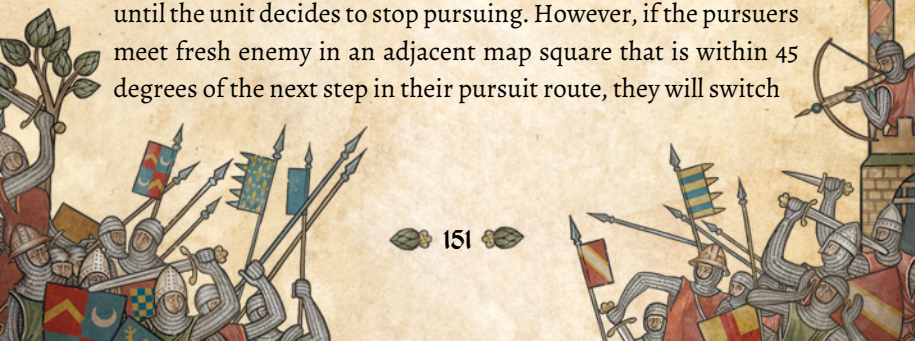 until the unit decides to stop pursuing. However, if the pursuers
meet fresh enemy in an adjacent map square that is within 45
degrees of the next step in their pursuit route, they will switch
151